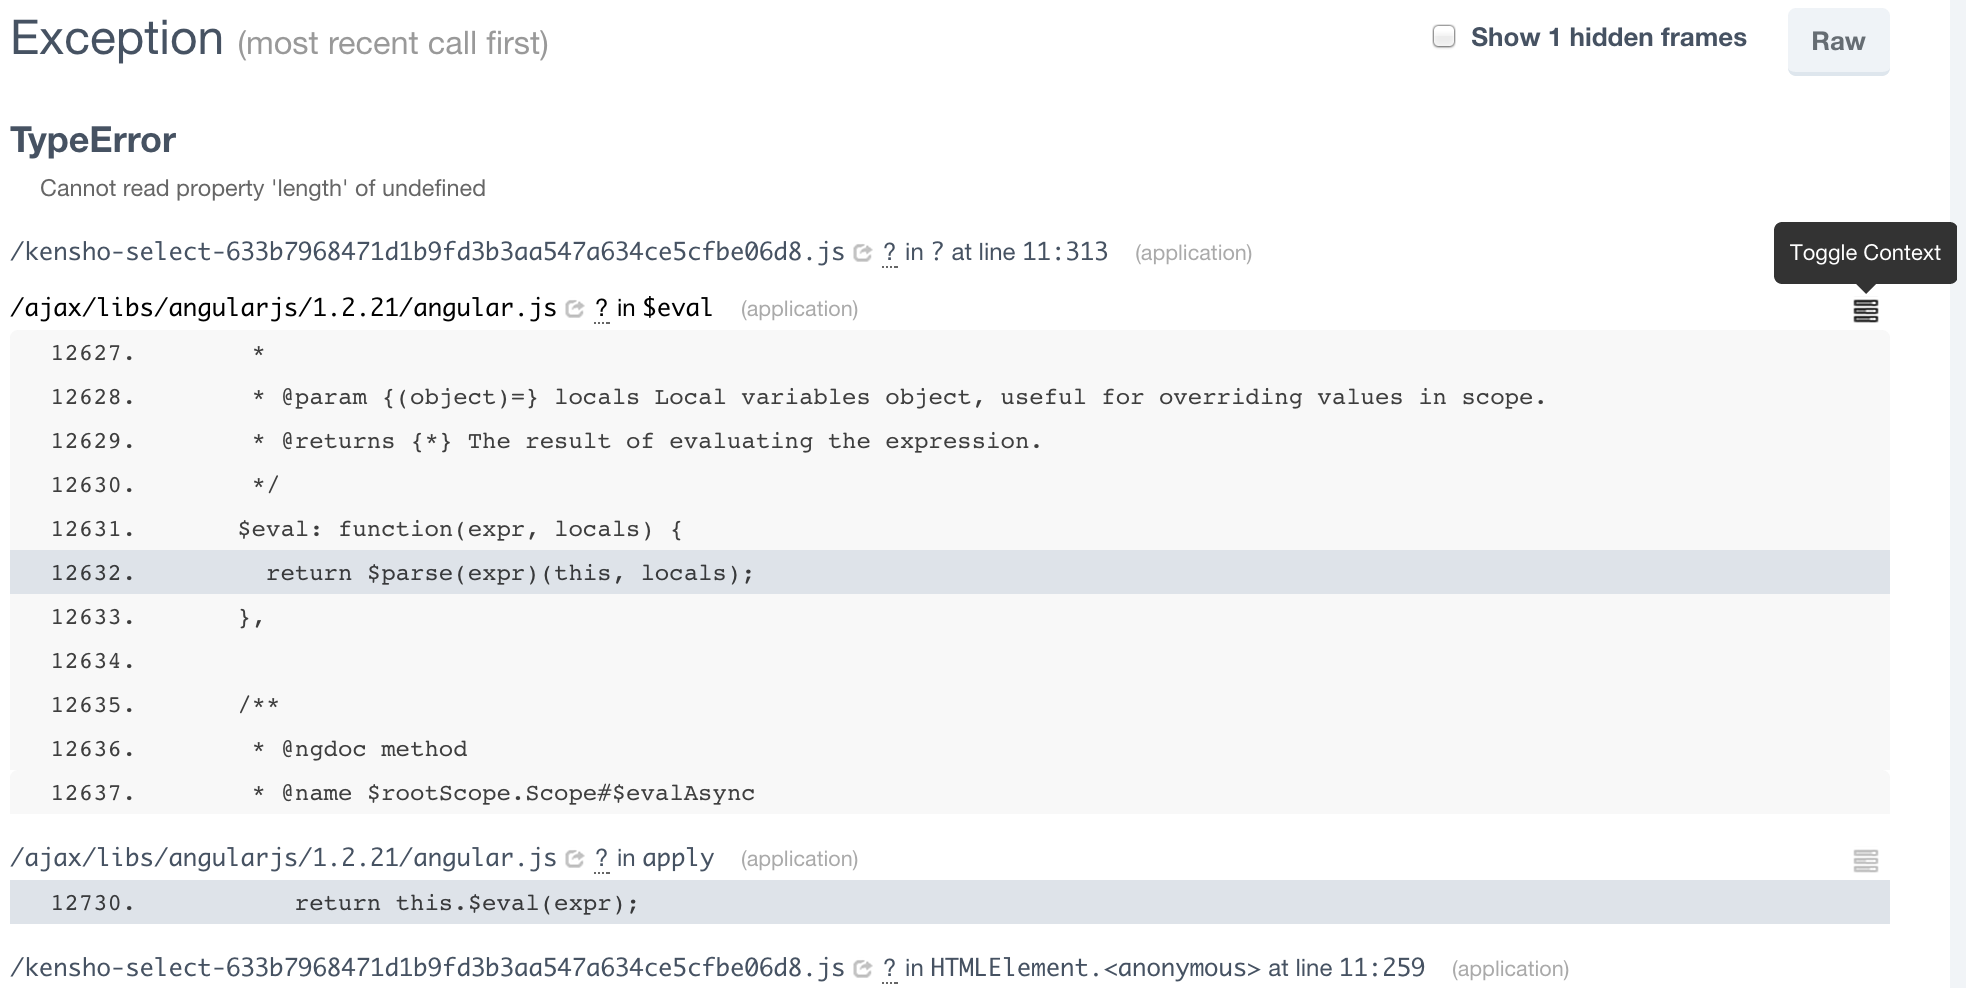 Exception (most recent call first)
Show 1 hidden frames
Raw
TypeError
Cannot read property 'length' of undefined
/kensho-select-633b7968471d1b9fd3b3aa547a634ce5cfbe06d8.js ? in ? at line 11:313 (application)
Toggle Context
/ajax/libs/angularjs/1.2.21/angular.js ? in $eval (application)
12627. *
12628. * @param {(object)=} locals Local variables object, useful for overriding values in scope.
12629. * @returns {*} The result of evaluating the expression.
12630. */
12631. $eval: function(expr, locals) {
12632. return $parse(expr)(this, locals);
12633. },
12634.
12635. /**
12636. * @ngdoc method
12637. * @name $rootScope.Scope#$evalAsync
/ajax/libs/angularjs/1.2.21/angular.js ? in apply (application)
12730. return this.$eval(expr);
/kensho-select-633b7968471d1b9fd3b3aa547a634ce5cfbe06d8.js ? in HTMLElement.<anonymous> at line 11:259 (application)